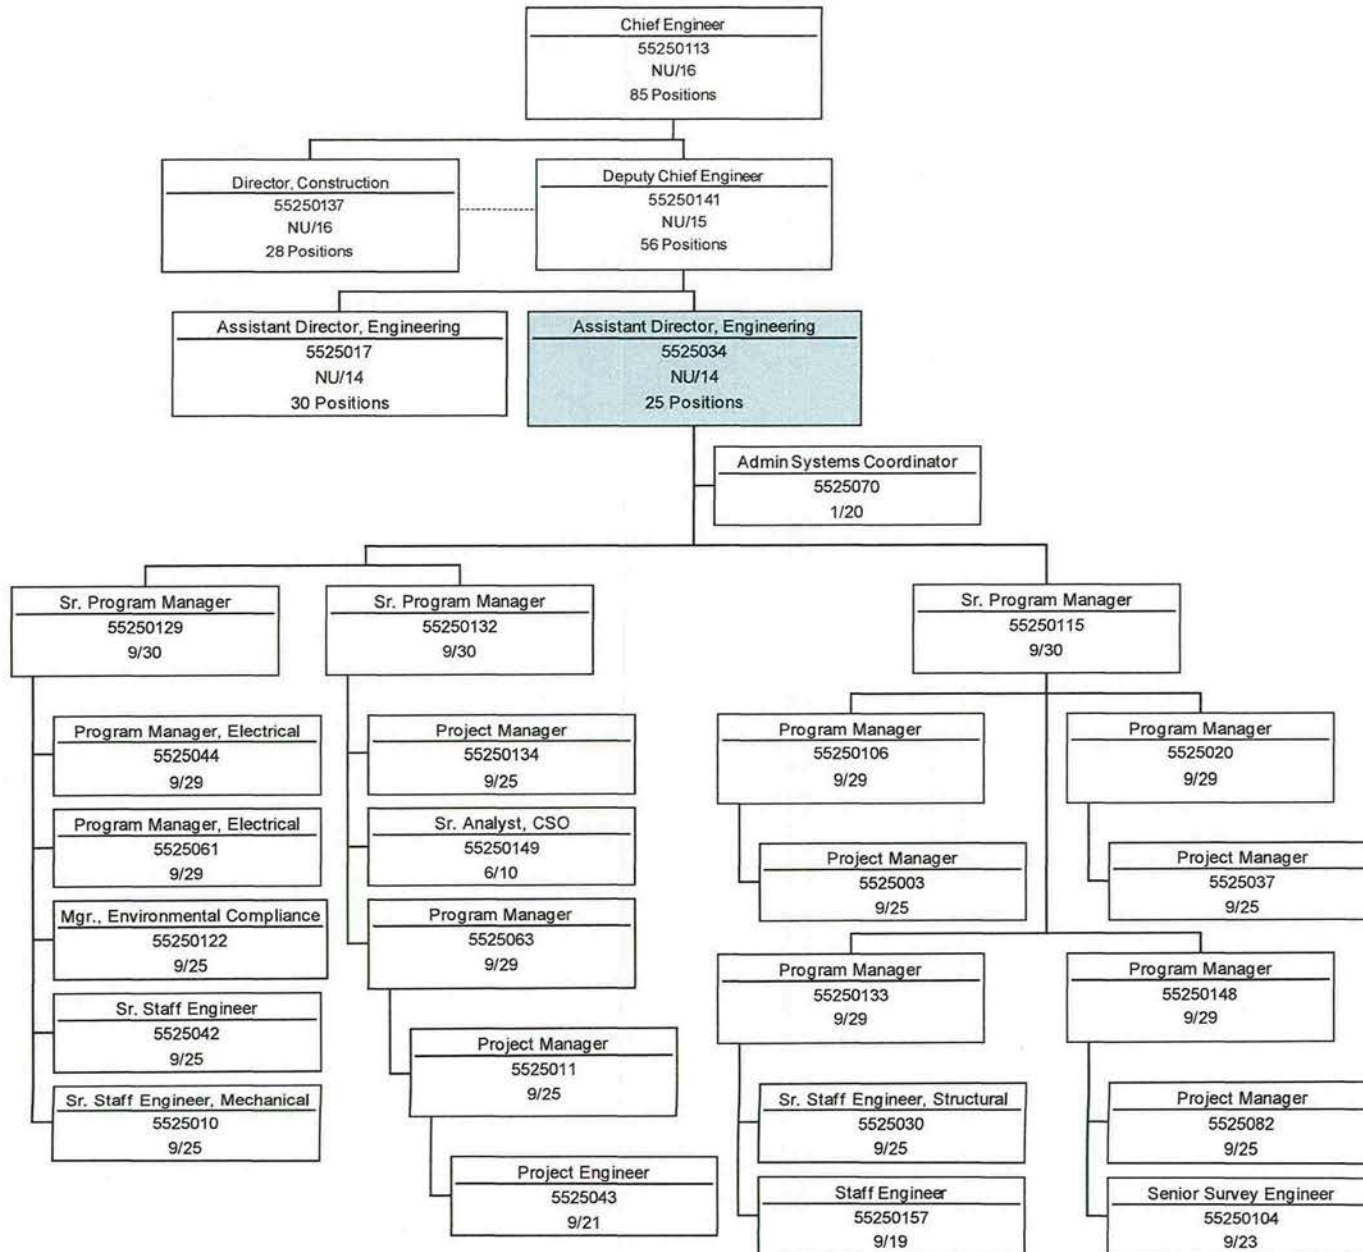 Chief Engineer
55250113
NU/16
85 Positions
Director, Construction
55250137
NU/16
28 Positions
Deputy Chief Engineer
55250141
NU/15
56 Positions
Assistant Director, Engineering
5525017
NU/14
30 Positions
Assistant Director, Engineering
5525034
NU/14
25 Positions
Admin Systems Coordinator
5525070
1/20
Sr. Program Manager
55250129
9/30
Program Manager, Electrical
5525044
9/29
Program Manager, Electrical
5525061
9/29
Mgr., Environmental Compliance
55250122
9/25
Sr. Staff Engineer
5525042
9/25
Sr. Staff Engineer, Mechanical
5525010
9/25
Sr. Program Manager
55250132
9/30
Project Manager
55250134
9/25
Sr. Analyst, CSO
55250149
6/10
Program Manager
5525063
9/29
Project Manager
5525011
9/25
Project Engineer
5525043
9/21
Sr. Program Manager
55250115
9/30
Program Manager
55250106
9/29
Project Manager
5525003
9/25
Program Manager
5525020
9/29
Project Manager
5525037
9/25
Program Manager
55250133
9/29
Sr. Staff Engineer, Structural
5525030
9/25
Staff Engineer
55250157
9/19
Program Manager
55250148
9/29
Project Manager
5525082
9/25
Senior Survey Engineer
55250104
9/23